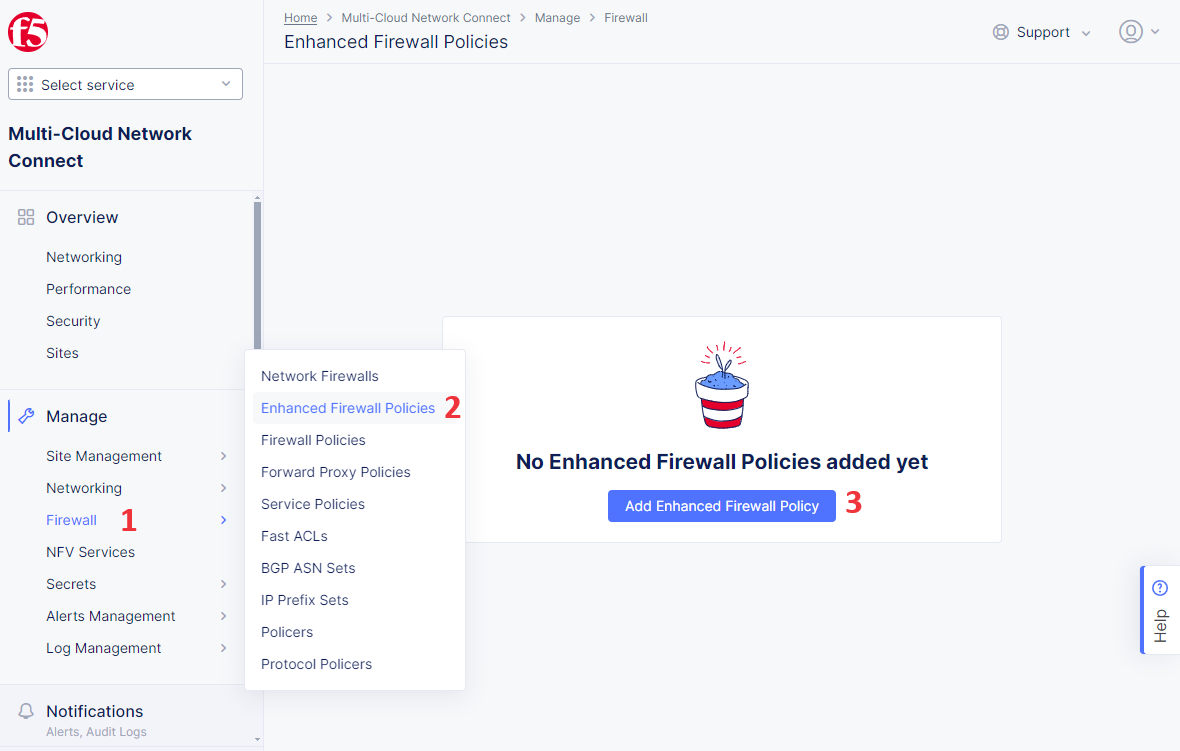 f5
Select service
Multi-Cloud Network
Connect
Overview
Networking
Performance
Security
Sites
Manage
Site Management
Networking
Firewall 1
NFV Services
Secrets
Alerts Management
Log Management
Notifications
Alerts, Audit Logs
Home > Multi-Cloud Network Connect > Manage > Firewall
Enhanced Firewall Policies
Support
Network Firewalls
Enhanced Firewall Policies 2
Firewall Policies
Forward Proxy Policies
Service Policies
Fast ACLs
BGP ASN Sets
IP Prefix Sets
Policers
Protocol Policers
No Enhanced Firewall Policies added yet
Add Enhanced Firewall Policy 3
? Help